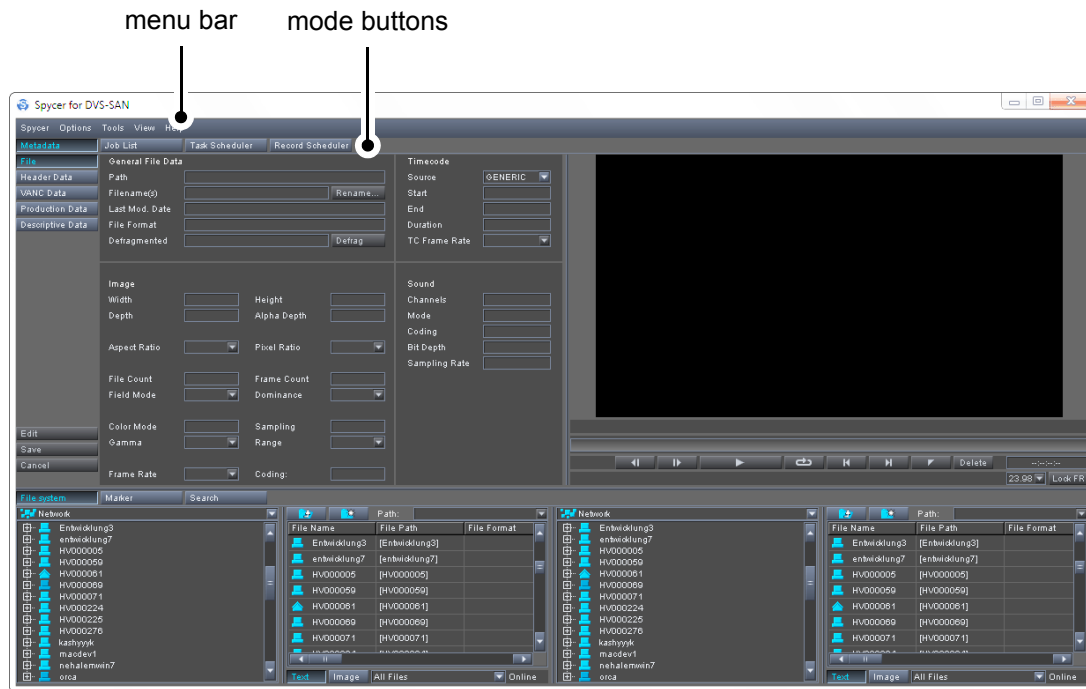 menu bar mode buttons
Spycer for DVS-SAN
Spycer Options Tools View Help
Metadata Job List Task Scheduler Record Scheduler
File General File Data Timecode
Header Data Path Source GENERIC
VANC Data Filename(s) Rename... Start
Production Data Last Mod. Date End
Descriptive Data File Format Duration
Defragmented Defrag TC Frame Rate
Image Sound
Width Height Channels
Depth Alpha Depth Mode
Coding
Aspect Ratio Pixel Ratio Bit Depth
Sampling Rate
File Count Frame Count
Field Mode Dominance
Color Mode Sampling
Edit
Gamma Range
Save
Cancel Delete --:--:--:--
Frame Rate Coding: 23.98 Lock FR
File system Marker Search
Network Path: Network Path:
File Name File Path File Format File Name File Path File Format
Entwicklung3 Entwicklung3 [Entwicklung3] Entwicklung3 Entwicklung3 [Entwicklung3]
entwicklung7 entwicklung7 [entwicklung7] entwicklung7 entwicklung7 [entwicklung7]
HV000005 HV000005 [HV000005] HV000005 HV000005 [HV000005]
HV000059 HV000059 [HV000059] HV000059 HV000059 [HV000059]
HV000061 HV000061 [HV000061] HV000061 HV000061 [HV000061]
HV000069 HV000069 [HV000069] HV000069 HV000069 [HV000069]
HV000071 HV000071 [HV000071] HV000071 HV000071 [HV000071]
HV000224 HV000224
HV000225 HV000225
HV000276 HV000276
kashyyyk kashyyyk
macdev1 macdev1
nehalemwin7 nehalemwin7
orca Text Image All Files Online orca Text Image All Files Online